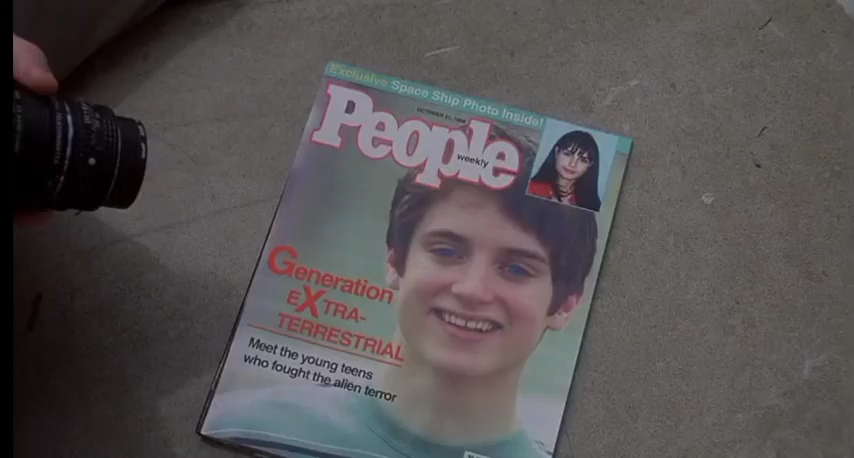 Exclusive Space Ship Photo Inside!
People
weekly
Generation
eXTRA-
TERRESTRIAL
Meet the young teens
who fought the alien terror